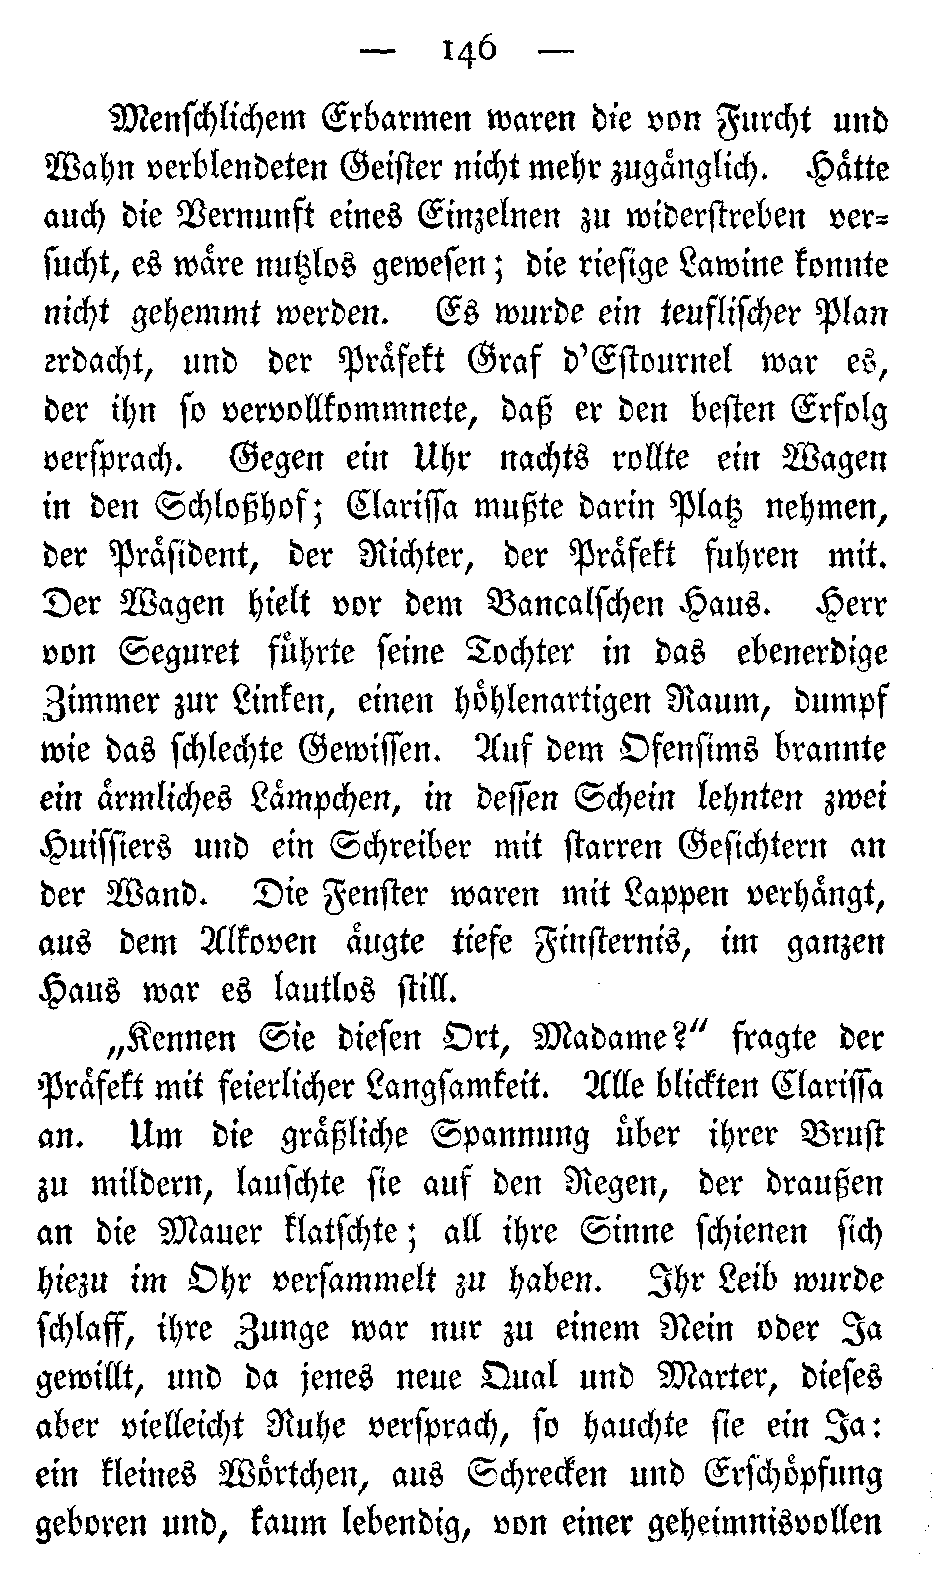 — 146 —
Menschlichem Erbarmen waren die von Furcht und
Wahn verblendeten Geister nicht mehr zugänglich. Hätte
auch die Vernunft eines Einzelnen zu widerstreben ver-
sucht, es wäre nutzlos gewesen; die riesige Lawine konnte
nicht gehemmt werden. Es wurde ein teuflischer Plan
erdacht, und der Präfekt Graf d'Estournel war es,
der ihn so vervollkommnete, daß er den besten Erfolg
versprach. Gegen ein Uhr nachts rollte ein Wagen
in den Schloßhof; Clarissa mußte darin Platz nehmen,
der Präsident, der Richter, der Präfekt fuhren mit.
Der Wagen hielt vor dem Bancalschen Haus. Herr
von Seguret führte seine Tochter in das ebenerdige
Zimmer zur Linken, einen höhlenartigen Raum, dumpf
wie das schlechte Gewissen. Auf dem Ofensims brannte
ein ärmliches Lämpchen, in dessen Schein lehnten zwei
Huissiers und ein Schreiber mit starren Gesichtern an
der Wand. Die Fenster waren mit Lappen verhängt,
aus dem Alkoven äugte tiefe Finsternis, im ganzen
Haus war es lautlos still.
„Kennen Sie diesen Ort, Madame?“ fragte der
Präfekt mit feierlicher Langsamkeit. Alle blickten Clarissa
an. Um die gräßliche Spannung über ihrer Brust
zu mildern, lauschte sie auf den Regen, der draußen
an die Mauer klatschte; all ihre Sinne schienen sich
hiezu im Ohr versammelt zu haben. Ihr Leib wurde
schlaff, ihre Zunge war nur zu einem Nein oder Ja
gewillt, und da jenes neue Qual und Marter, dieses
aber vielleicht Ruhe versprach, so hauchte sie ein Ja:
ein kleines Wörtchen, aus Schrecken und Erschöpfung
geboren und, kaum lebendig, von einer geheimnisvollen